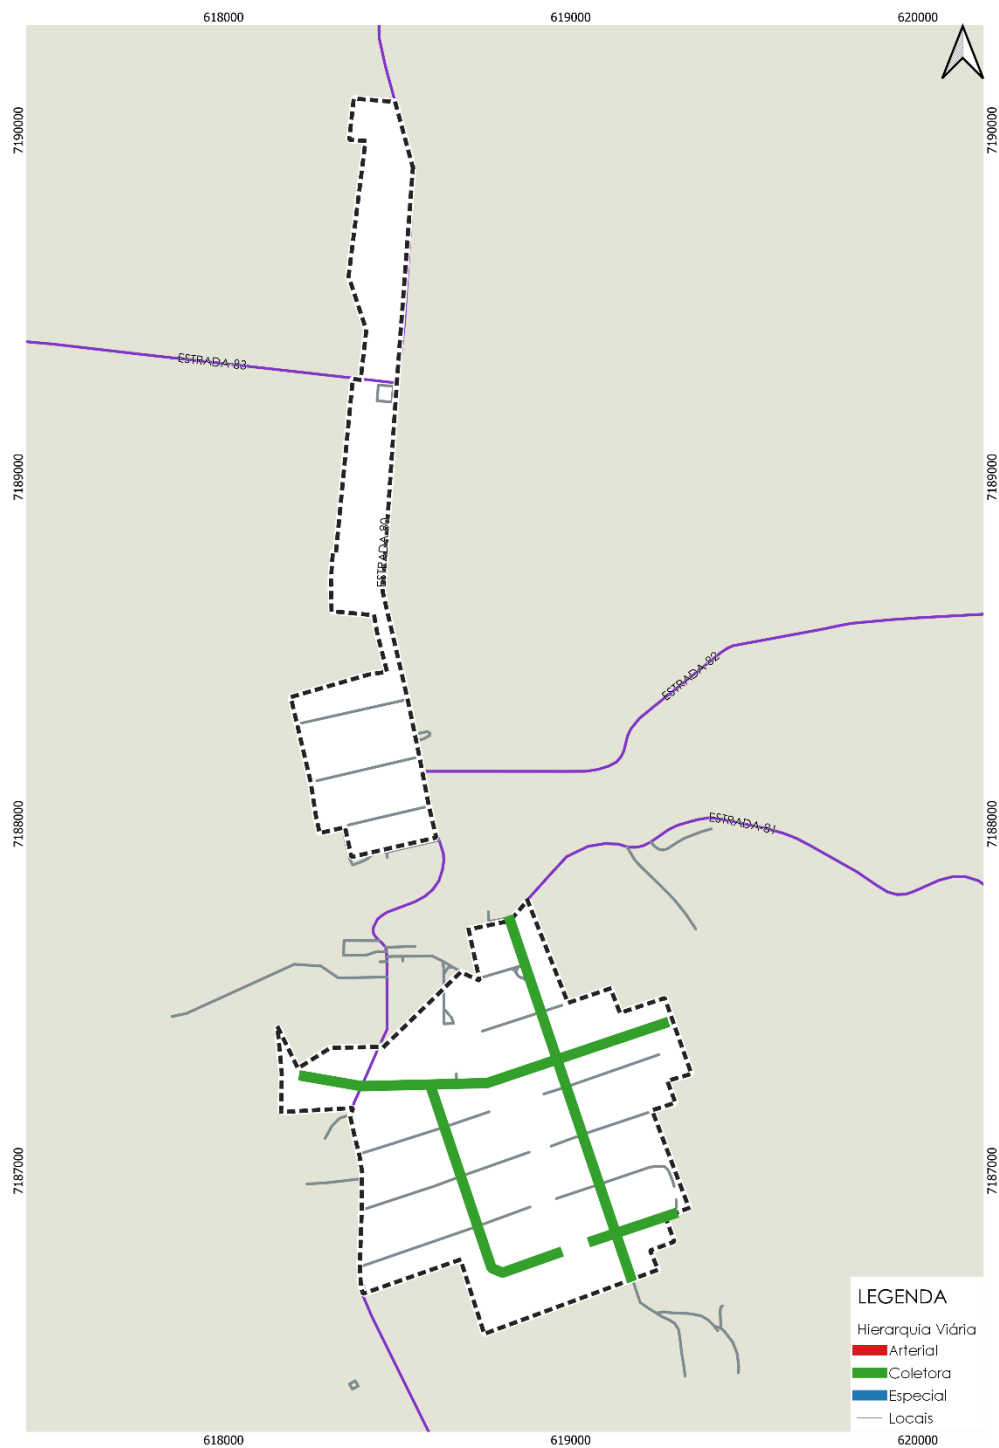 618000 619000 620000
7190000 7190000
ESTRADA-83
7189000 7189000
ESTRADA-80
ESTRADA-82
7188000 7188000
ESTRADA-81
7187000 7187000
LEGENDA
Hierarquia Viária
Arterial
Coletora
Especial
Locais
618000 619000 620000